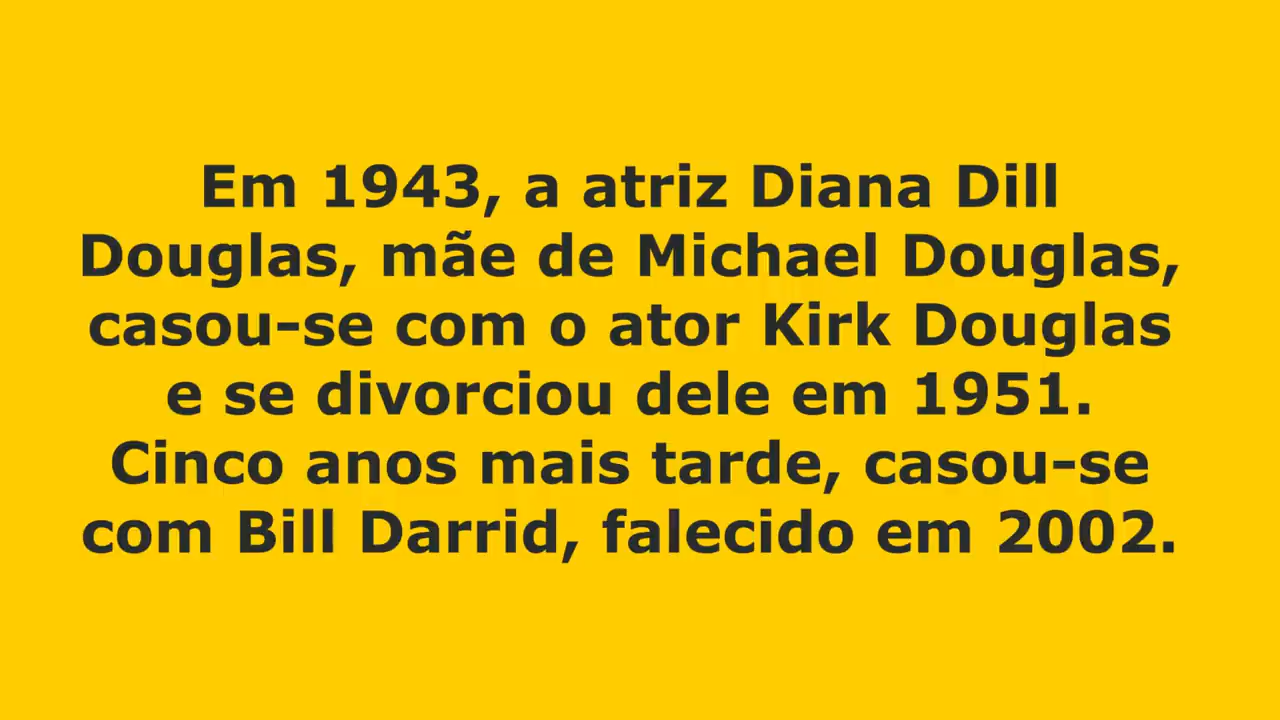 Em 1943, a atriz Diana Dill
Douglas, mãe de Michael Douglas,
casou-se com o ator Kirk Douglas
e se divorciou dele em 1951.
Cinco anos mais tarde, casou-se
com Bill Darrid, falecido em 2002.